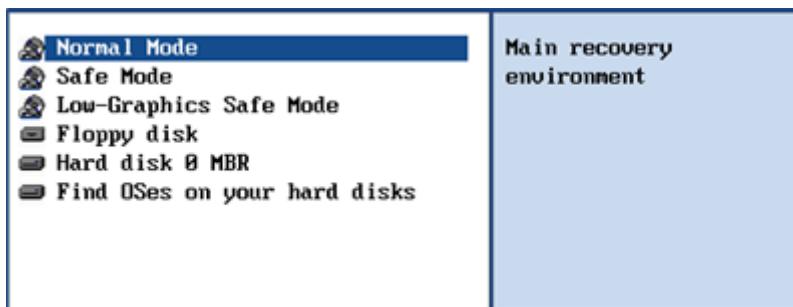 Normal Mode
Safe Mode
Low-Graphics Safe Mode
Floppy disk
Hard disk 0 MBR
Find OSes on your hard disks
Main recovery
environment